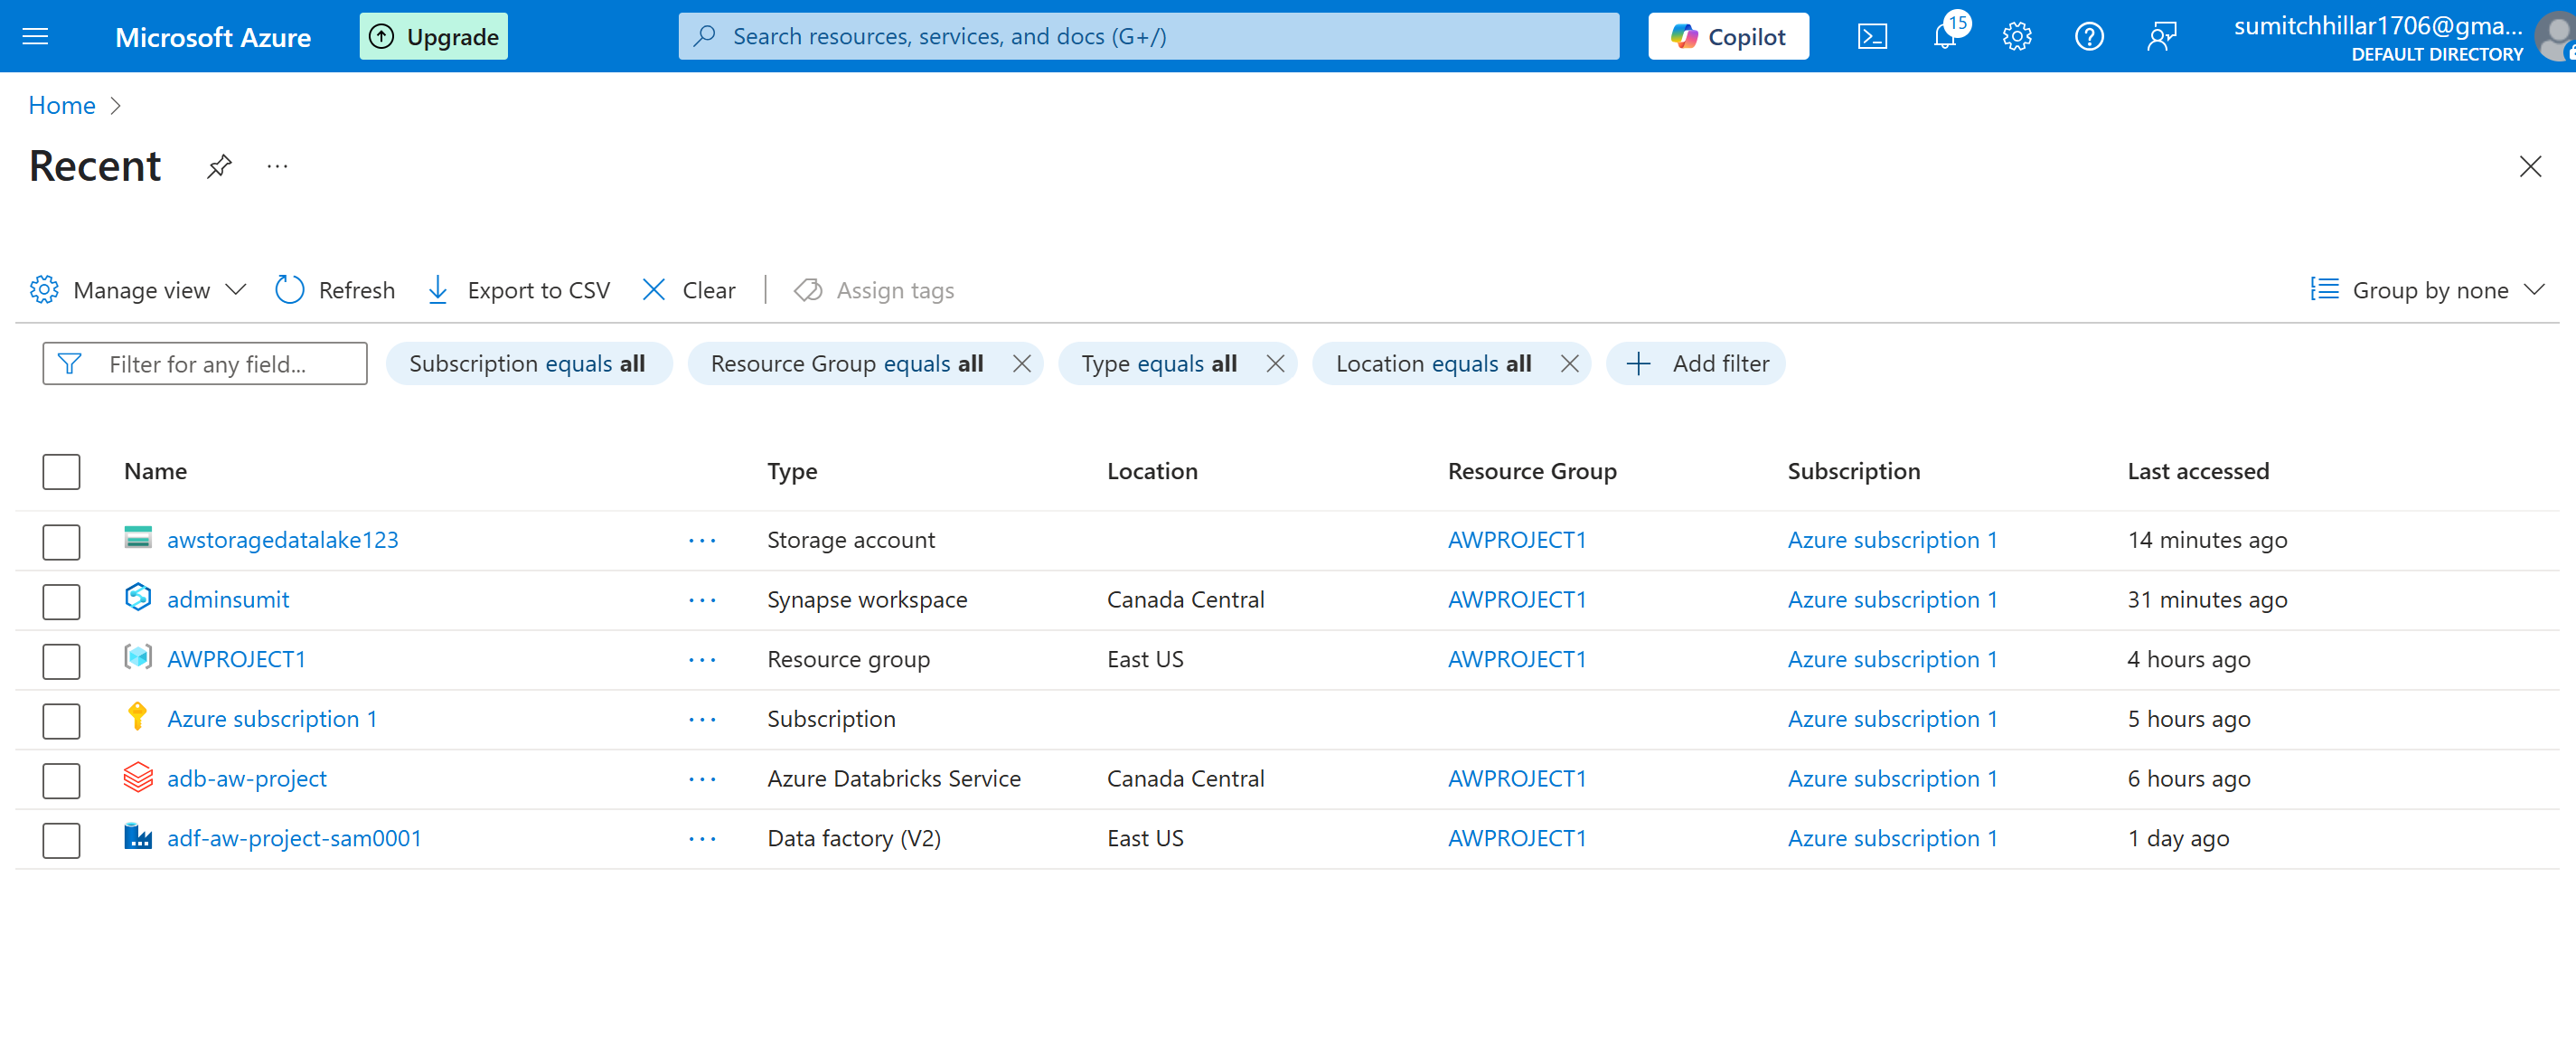 Microsoft Azure Upgrade Search resources, services, and docs (G+/) Copilot 15 sumitchhillar1706@gma...
DEFAULT DIRECTORY
Home
Recent ...
Manage view Refresh Export to CSV Clear Assign tags Group by none
Filter for any field... Subscription equals all Resource Group equals all Type equals all Location equals all Add filter
Name Type Location Resource Group Subscription Last accessed
awstoragedatalake123 ... Storage account AWPROJECT1 Azure subscription 1 14 minutes ago
adminsumit ... Synapse workspace Canada Central AWPROJECT1 Azure subscription 1 31 minutes ago
AWPROJECT1 ... Resource group East US AWPROJECT1 Azure subscription 1 4 hours ago
Azure subscription 1 ... Subscription Azure subscription 1 5 hours ago
adb-aw-project ... Azure Databricks Service Canada Central AWPROJECT1 Azure subscription 1 6 hours ago
adf-aw-project-sam0001 ... Data factory (V2) East US AWPROJECT1 Azure subscription 1 1 day ago